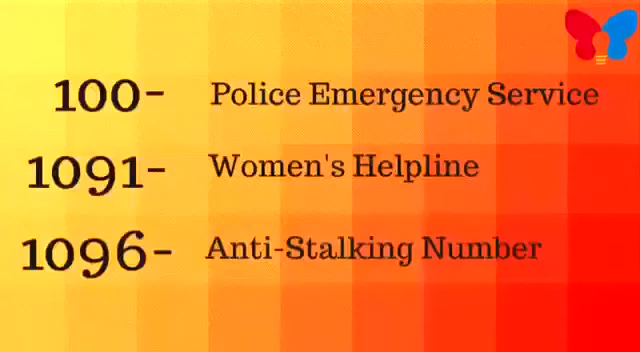 100- Police Emergency Service
1091- Women's Helpline
1096- Anti-Stalking Number